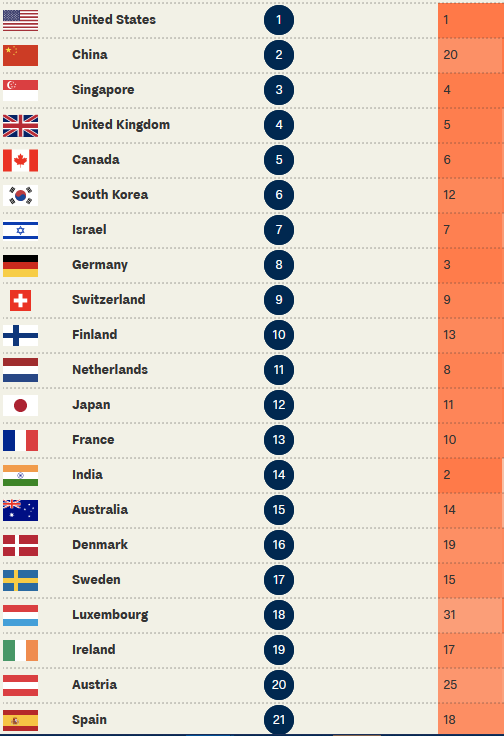 United States 1 1
China 2 20
Singapore 3 4
United Kingdom 4 5
Canada 5 6
South Korea 6 12
Israel 7 7
Germany 8 3
Switzerland 9 9
Finland 10 13
Netherlands 11 8
Japan 12 11
France 13 10
India 14 2
Australia 15 14
Denmark 16 19
Sweden 17 15
Luxembourg 18 31
Ireland 19 17
Austria 20 25
Spain 21 18